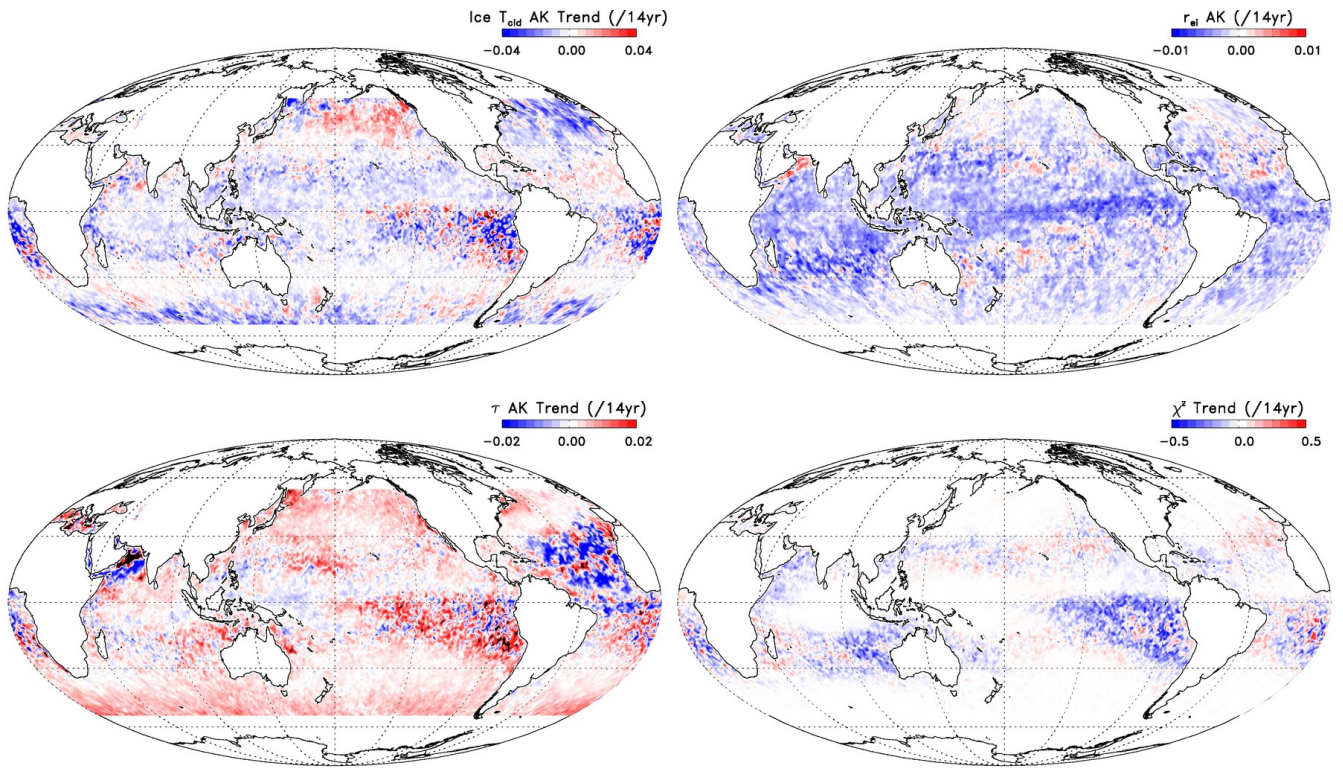 Ice T_cld AK Trend (/14yr)
−0.04 0.00 0.04
r_ei AK (/14yr)
−0.01 0.00 0.01
τ AK Trend (/14yr)
−0.02 0.00 0.02
χ² Trend (/14yr)
−0.5 0.0 0.5